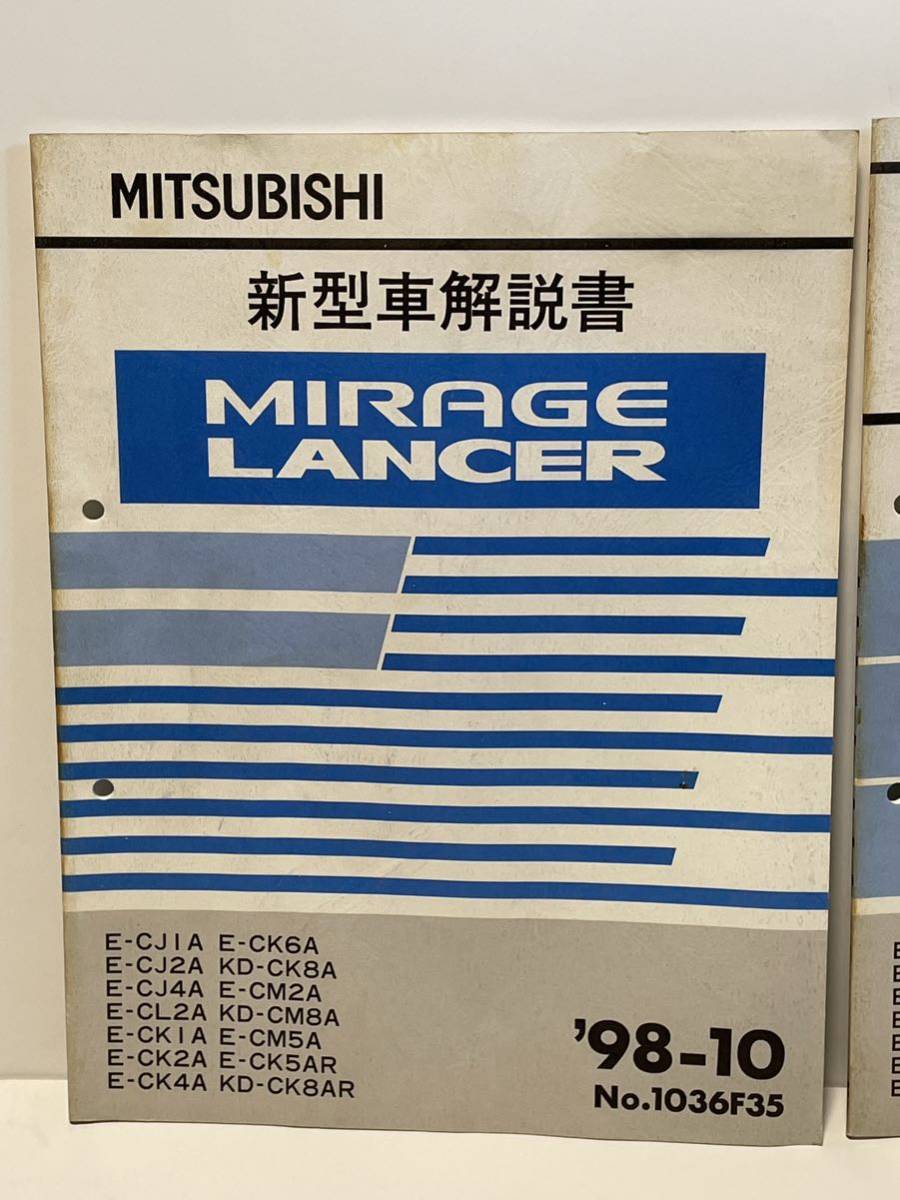 MITSUBISHI
新型車解説書
MIRAGE
LANCER
E-CJ1A E-CK6A
E-CJ2A KD-CK8A
E-CJ4A E-CM2A
E-CL2A KD-CM8A
E-CK1A E-CM5A
E-CK2A E-CK5AR
E-CK4A KD-CK8AR
'98-10
No.1036F35